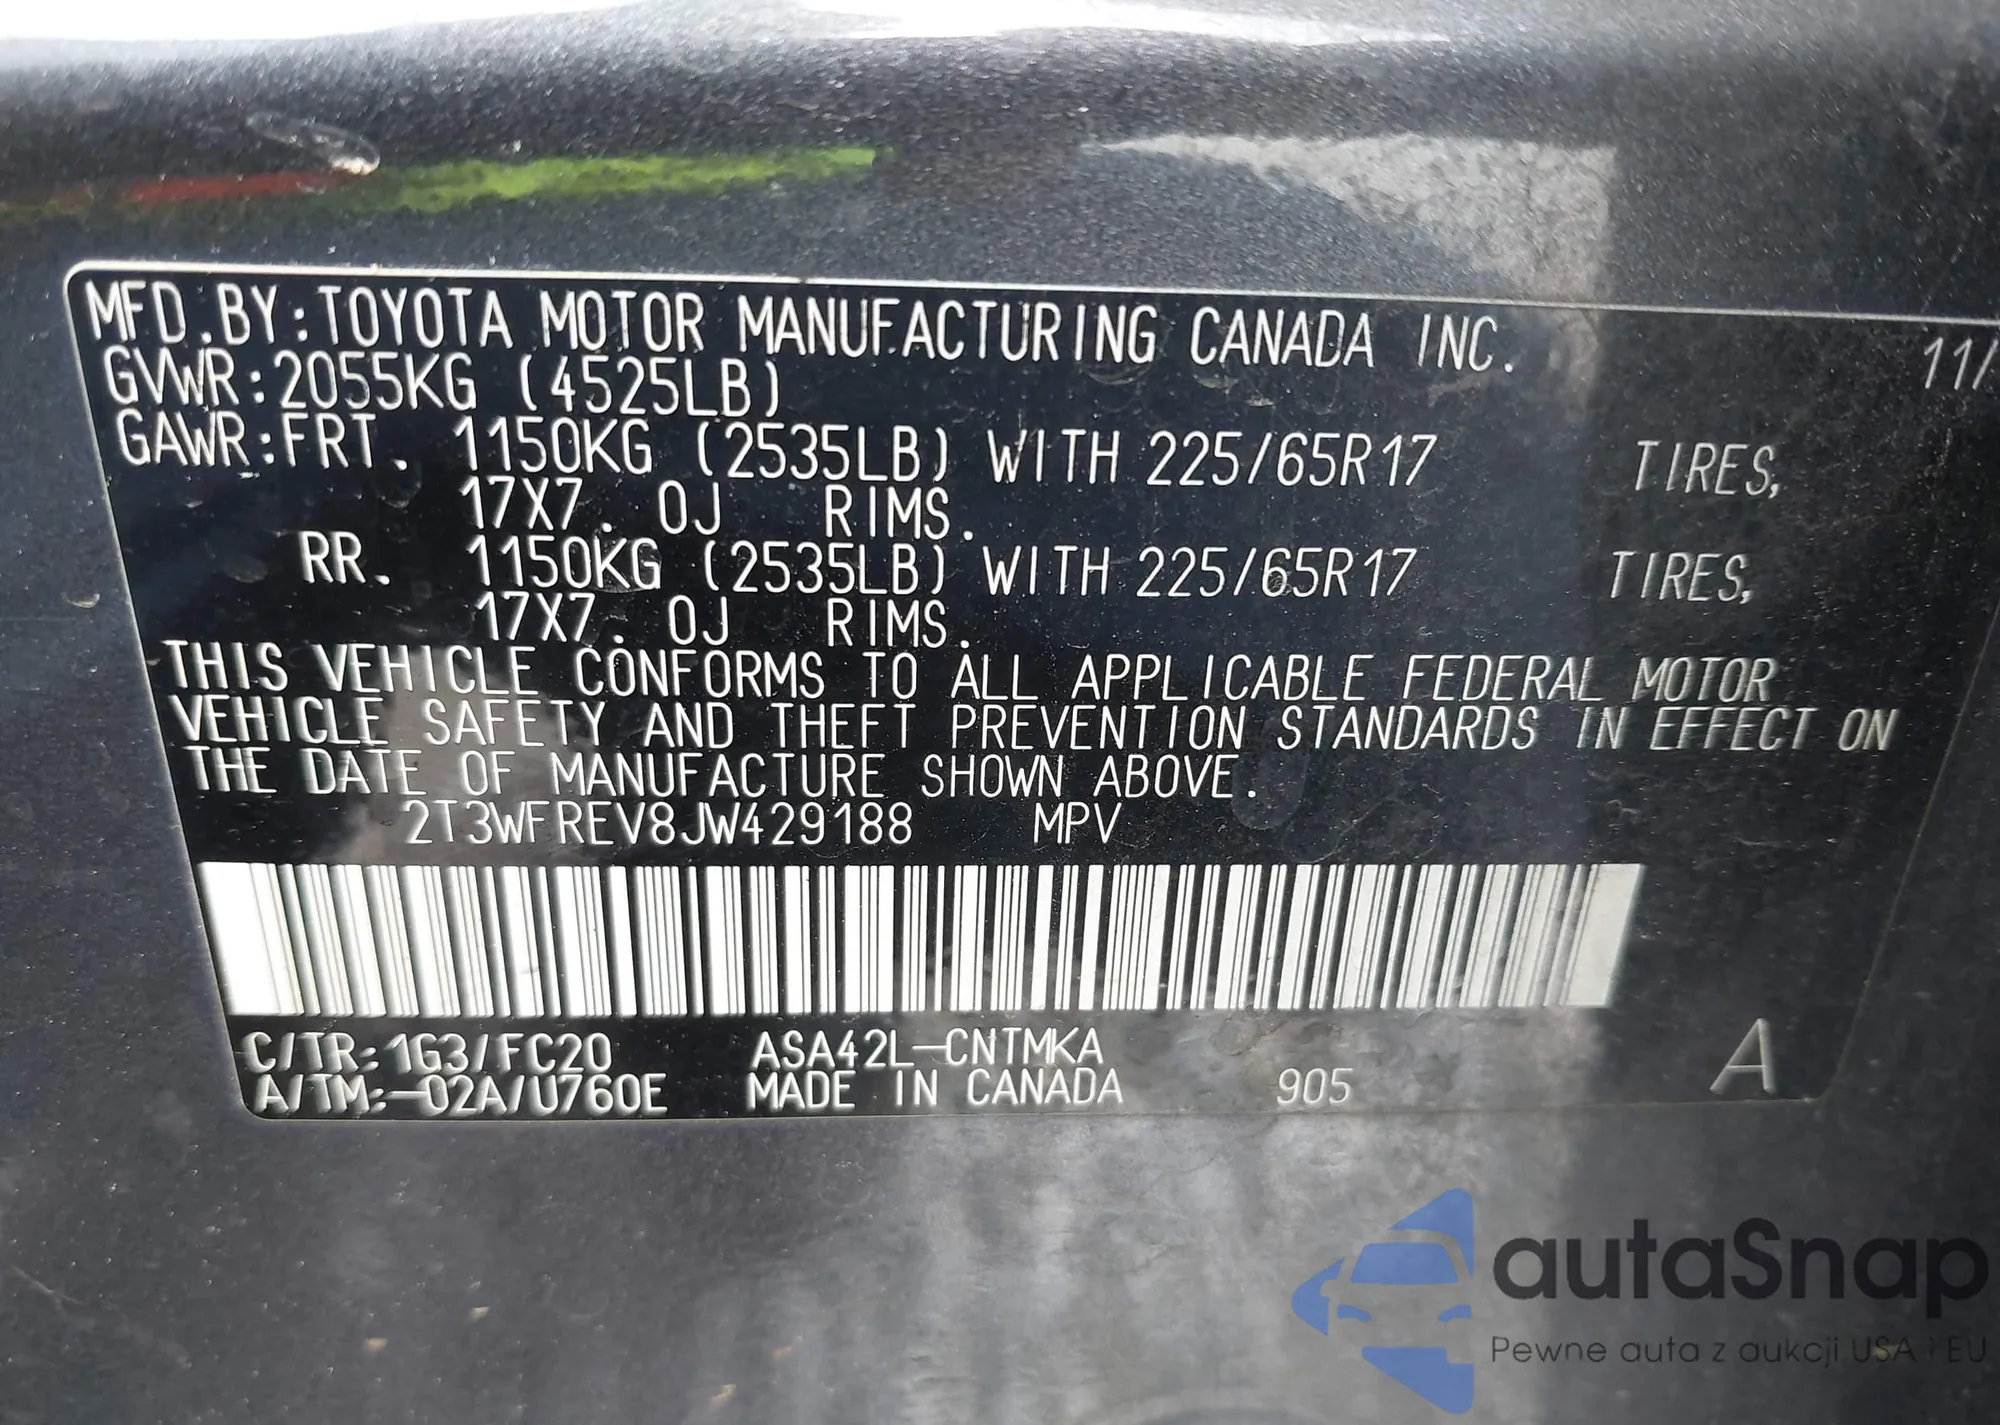 MFD.BY:TOYOTA MOTOR MANUFACTURING CANADA INC. 11/
GVWR:2055KG (4525LB)
GAWR:FRT. 1150KG (2535LB) WITH 225/65R17 TIRES,
17X7. 0J RIMS.
RR. 1150KG (2535LB) WITH 225/65R17 TIRES,
17X7. 0J RIMS.
THIS VEHICLE CONFORMS TO ALL APPLICABLE FEDERAL MOTOR
VEHICLE SAFETY AND THEFT PREVENTION STANDARDS IN EFFECT ON
THE DATE OF MANUFACTURE SHOWN ABOVE.
2T3WFREV8JW429188 MPV
C/TR:1G3/FC20 ASA42L-CNTMKA
A/TM:-02A/U760E MADE IN CANADA 905 A
autaSnap
Pewne auta z aukcji USA i EU